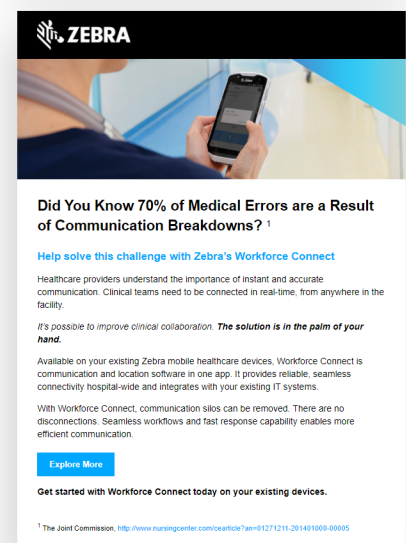 ZEBRA
Did You Know 70% of Medical Errors are a Result
of Communication Breakdowns? 1
Help solve this challenge with Zebra's Workforce Connect
Healthcare providers understand the importance of instant and accurate
communication. Clinical teams need to be connected in real-time, from anywhere in the
facility.
It's possible to improve clinical collaboration. The solution is in the palm of your
hand.
Available on your existing Zebra mobile healthcare devices, Workforce Connect is
communication and location software in one app. It provides reliable, seamless
connectivity hospital-wide and integrates with your existing IT systems.
With Workforce Connect, communication silos can be removed. There are no
disconnections. Seamless workflows and fast response capability enables more
efficient communication.
Explore More
Get started with Workforce Connect today on your existing devices.
1 The Joint Commission, http://www.nursingcenter.com/cearticle?an=01271211-201401000-00005